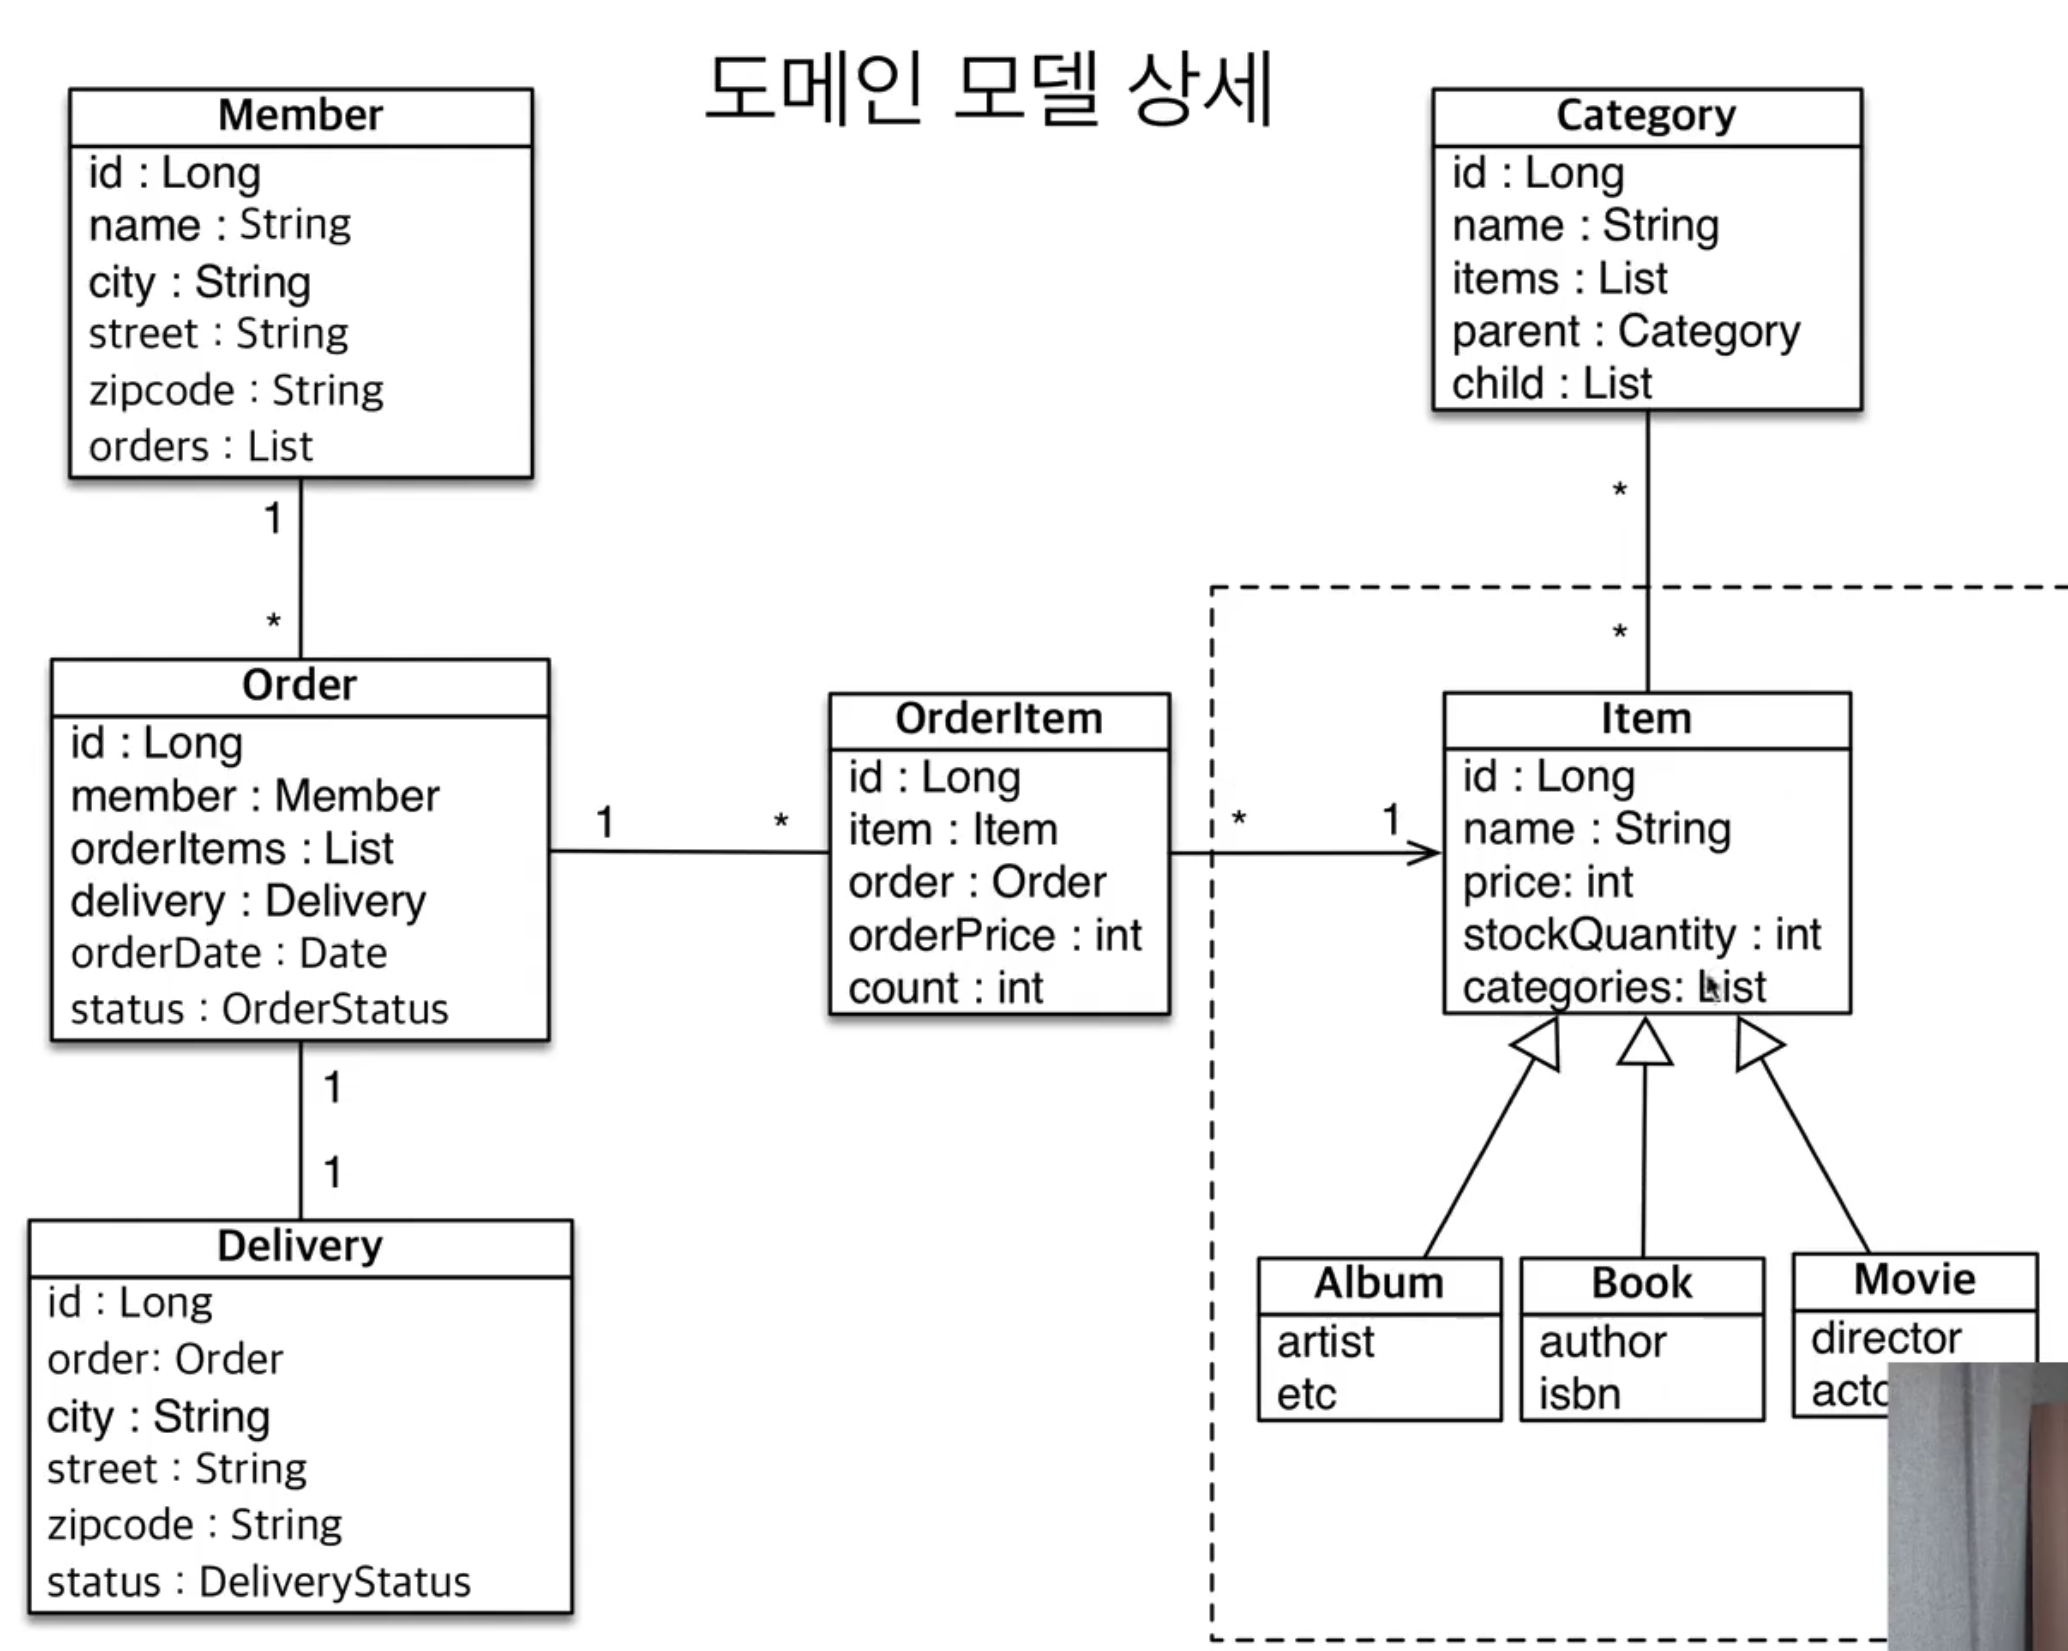 도메인 모델 상세
Member
id : Long
name : String
city : String
street : String
zipcode : String
orders : List
1
*
Order
id : Long
member : Member
orderItems : List
delivery : Delivery
orderDate : Date
status : OrderStatus
1
1
Delivery
id : Long
order: Order
city : String
street : String
zipcode : String
status : DeliveryStatus
1
*
OrderItem
id : Long
item : Item
order : Order
orderPrice : int
count : int
*
1
Category
id : Long
name : String
items : List
parent : Category
child : List
*
*
Item
id : Long
name : String
price: int
stockQuantity : int
categories: List
Album
artist
etc
Book
author
isbn
Movie
director